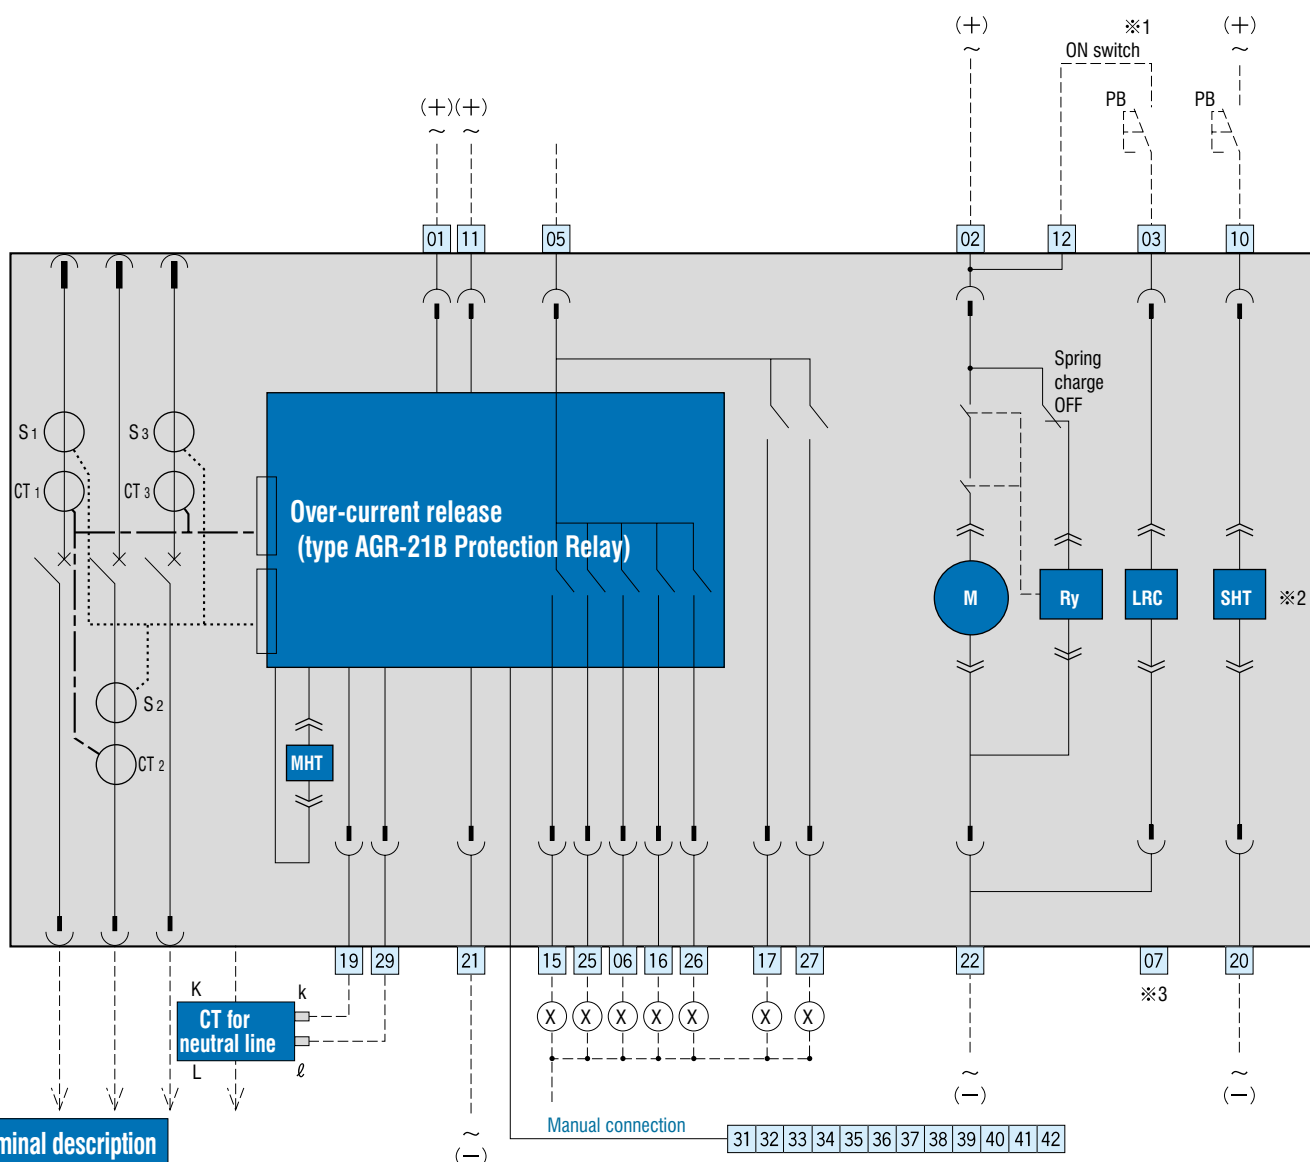 (+) ※1 (+)
~ ON switch ~
PB PB
(+) (+)
~ ~
01 11 05 02 12 03 10
Spring
charge
OFF
S1 S3
CT1 CT3
Over-current release
(type AGR-21B Protection Relay)
M Ry LRC SHT ※2
S2
CT2 MHT
19 29 21 15 25 06 16 26 17 27 22 07 20
※3
K k
CT for
neutral line
L ℓ
X X X X X X X
~ ~
(−) (−)
Manual connection
~
(−)
31 32 33 34 35 36 37 38 39 40 41 42
minal description